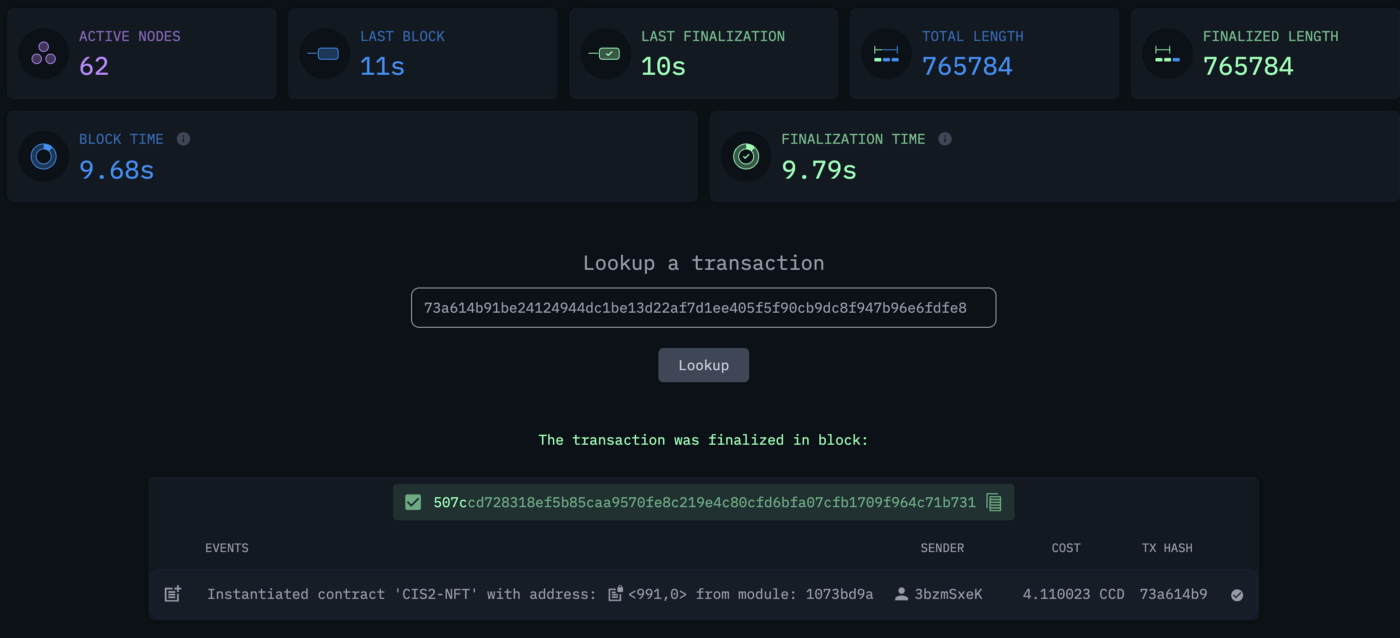 ACTIVE NODES
62
LAST BLOCK
11s
LAST FINALIZATION
10s
TOTAL LENGTH
765784
FINALIZED LENGTH
765784
BLOCK TIME
9.68s
FINALIZATION TIME
9.79s
Lookup a transaction
73a614b91be24124944dc1be13d22af7d1ee405f5f90cb9dc8f947b96e6fdfe8
Lookup
The transaction was finalized in block:
507ccd728318ef5b85caa9570fe8c219e4c80cfd6bfa07cfb1709f964c71b731
EVENTS SENDER COST TX HASH
Instantiated contract 'CIS2-NFT' with address: <991,0> from module: 1073bd9a 3bzmSxeK 4.110023 CCD 73a614b9